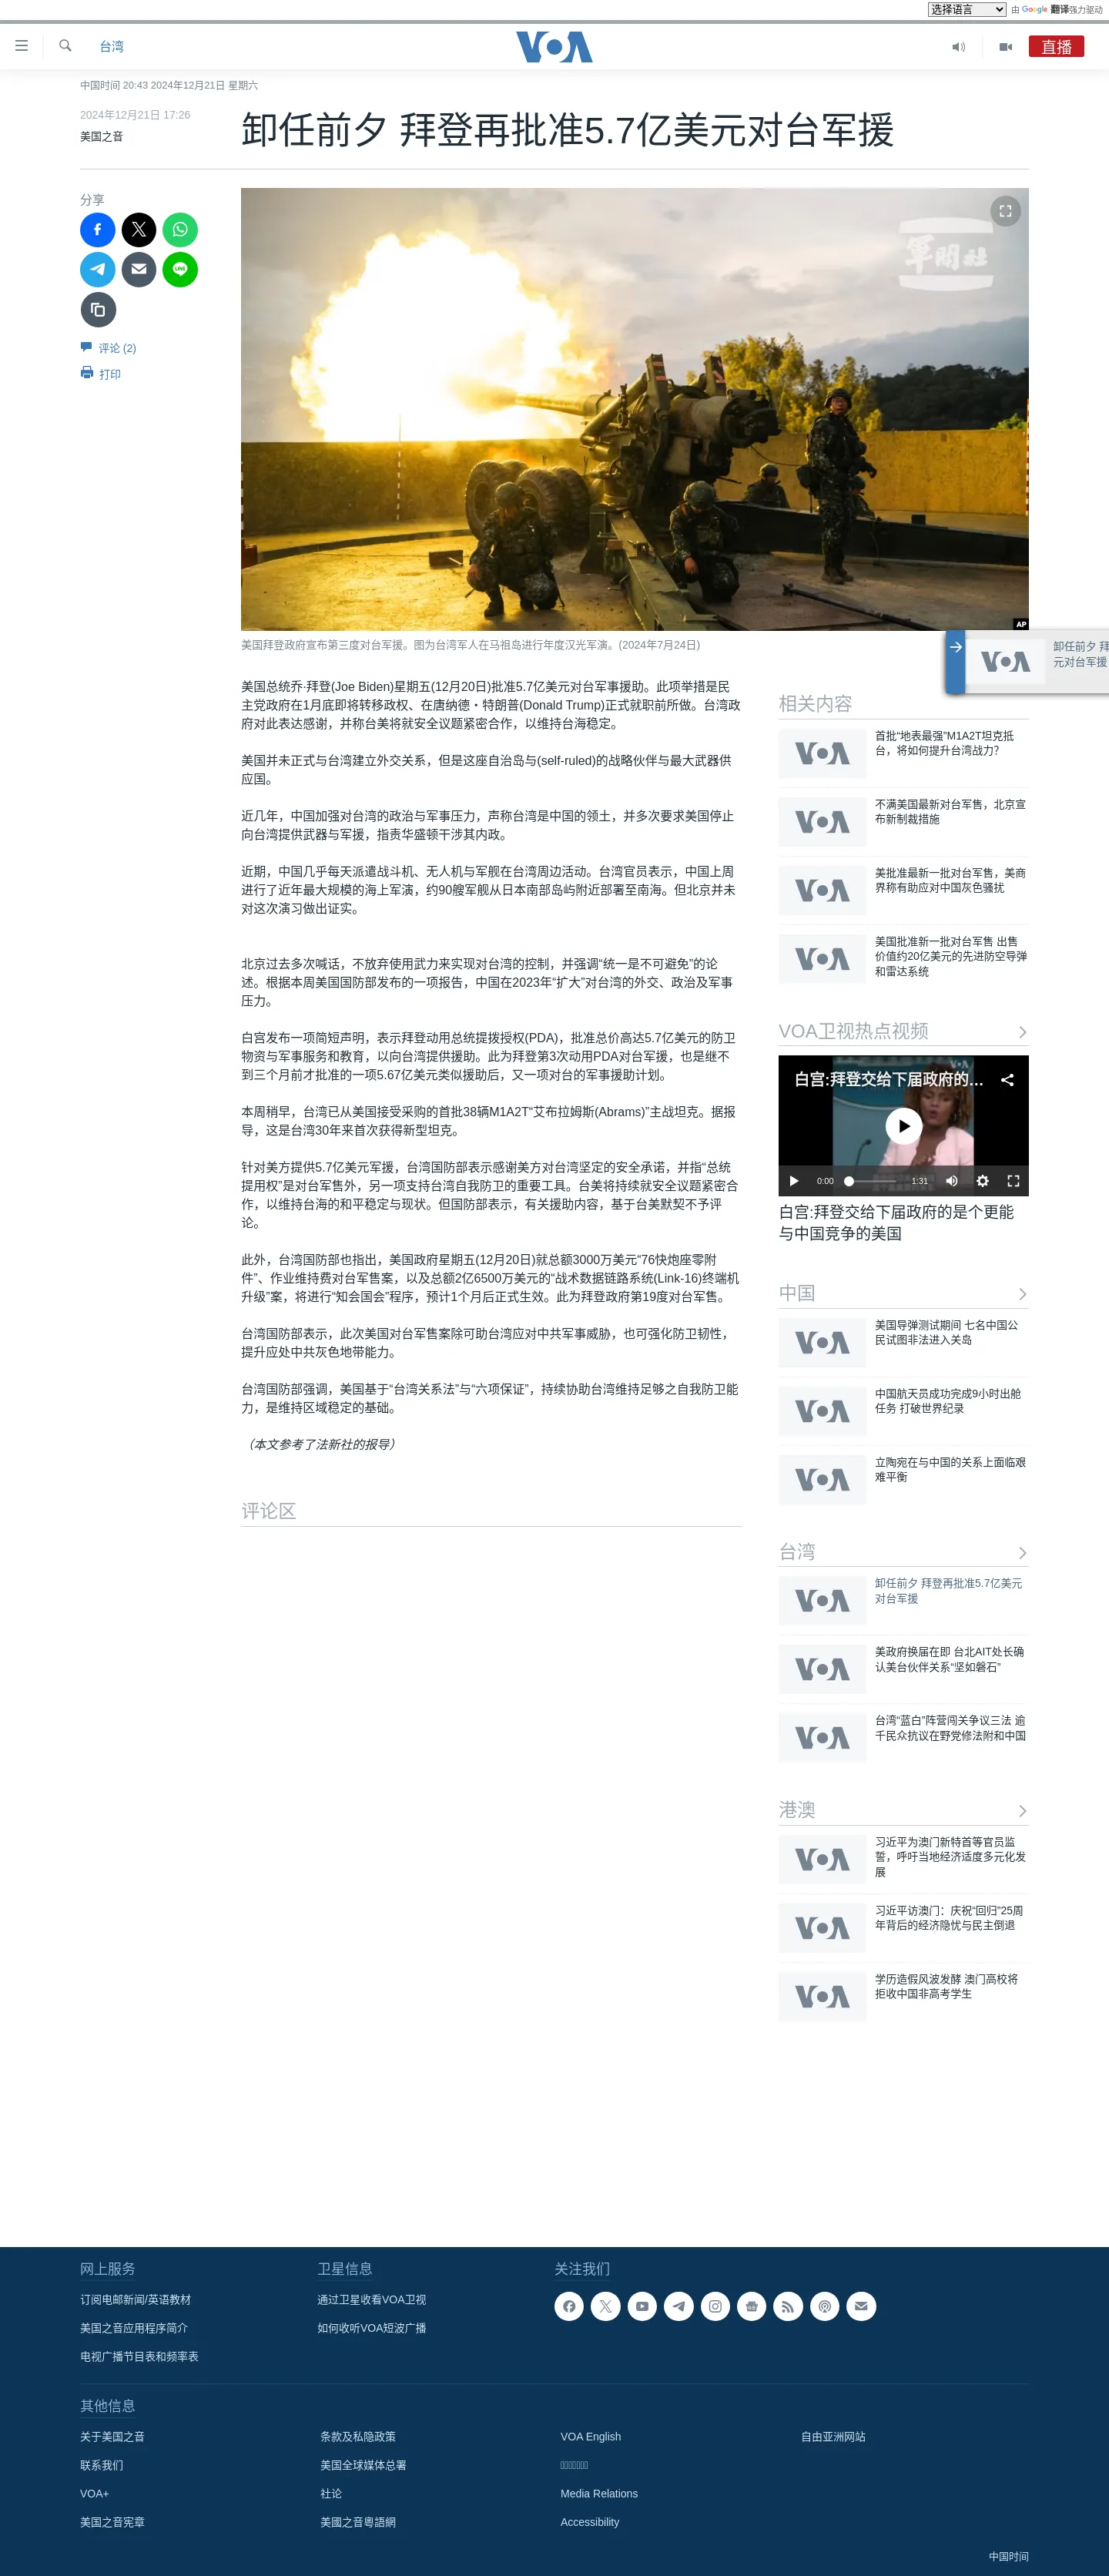 选择语言 由 Google 翻译强力驱动
台湾
VOA
直播
中国时间 20:43 2024年12月21日 星期六
2024年12月21日 17:26
美国之音
卸任前夕 拜登再批准5.7亿美元对台军援
分享
评论 (2)
打印
軍聞社
AP
美国拜登政府宣布第三度对台军援。图为台湾军人在马祖岛进行年度汉光军演。(2024年7月24日)
卸任前夕 拜
元对台军援
美国总统乔·拜登(Joe Biden)星期五(12月20日)批准5.7亿美元对台军事援助。此项举措是民
主党政府在1月底即将转移政权、在唐纳德・特朗普(Donald Trump)正式就职前所做。台湾政
府对此表达感谢，并称台美将就安全议题紧密合作，以维持台海稳定。
美国并未正式与台湾建立外交关系，但是这座自治岛与(self-ruled)的战略伙伴与最大武器供
应国。
近几年，中国加强对台湾的政治与军事压力，声称台湾是中国的领土，并多次要求美国停止
向台湾提供武器与军援，指责华盛顿干涉其内政。
近期，中国几乎每天派遣战斗机、无人机与军舰在台湾周边活动。台湾官员表示，中国上周
进行了近年最大规模的海上军演，约90艘军舰从日本南部岛屿附近部署至南海。但北京并未
对这次演习做出证实。
北京过去多次喊话，不放弃使用武力来实现对台湾的控制，并强调“统一是不可避免”的论
述。根据本周美国国防部发布的一项报告，中国在2023年“扩大”对台湾的外交、政治及军事
压力。
白宫发布一项简短声明，表示拜登动用总统提拨授权(PDA)，批准总价高达5.7亿美元的防卫
物资与军事服务和教育，以向台湾提供援助。此为拜登第3次动用PDA对台军援，也是继不
到三个月前才批准的一项5.67亿美元类似援助后，又一项对台的军事援助计划。
本周稍早，台湾已从美国接受采购的首批38辆M1A2T“艾布拉姆斯(Abrams)”主战坦克。据报
导，这是台湾30年来首次获得新型坦克。
针对美方提供5.7亿美元军援，台湾国防部表示感谢美方对台湾坚定的安全承诺，并指“总统
提用权”是对台军售外，另一项支持台湾自我防卫的重要工具。台美将持续就安全议题紧密合
作，以维持台海的和平稳定与现状。但国防部表示，有关援助内容，基于台美默契不予评
论。
此外，台湾国防部也指出，美国政府星期五(12月20日)就总额3000万美元“76快炮座零附
件”、作业维持费对台军售案，以及总额2亿6500万美元的“战术数据链路系统(Link-16)终端机
升级”案，将进行“知会国会”程序，预计1个月后正式生效。此为拜登政府第19度对台军售。
台湾国防部表示，此次美国对台军售案除可助台湾应对中共军事威胁，也可强化防卫韧性，
提升应处中共灰色地带能力。
台湾国防部强调，美国基于“台湾关系法”与“六项保证”，持续协助台湾维持足够之自我防卫能
力，是维持区域稳定的基础。
（本文参考了法新社的报导）
评论区
相关内容
VOA
首批“地表最强”M1A2T坦克抵
台，将如何提升台湾战力？
VOA
不满美国最新对台军售，北京宣
布新制裁措施
VOA
美批准最新一批对台军售，美商
界称有助应对中国灰色骚扰
VOA
美国批准新一批对台军售 出售
价值约20亿美元的先进防空导弹
和雷达系统
VOA卫视热点视频
白宫:拜登交给下届政府的...
0:00 1:31
白宫:拜登交给下届政府的是个更能
与中国竞争的美国
中国
VOA
美国导弹测试期间 七名中国公
民试图非法进入关岛
VOA
中国航天员成功完成9小时出舱
任务 打破世界纪录
VOA
立陶宛在与中国的关系上面临艰
难平衡
台湾
VOA
卸任前夕 拜登再批准5.7亿美元
对台军援
VOA
美政府换届在即 台北AIT处长确
认美台伙伴关系“坚如磐石”
VOA
台湾“蓝白”阵营闯关争议三法 逾
千民众抗议在野党修法附和中国
港澳
VOA
习近平为澳门新特首等官员监
誓，呼吁当地经济适度多元化发
展
VOA
习近平访澳门：庆祝“回归”25周
年背后的经济隐忧与民主倒退
VOA
学历造假风波发酵 澳门高校将
拒收中国非高考学生
网上服务
订阅电邮新闻/英语教材
美国之音应用程序简介
电视广播节目表和频率表
卫星信息
通过卫星收看VOA卫视
如何收听VOA短波广播
关注我们
其他信息
关于美国之音
联系我们
VOA+
美国之音宪章
条款及私隐政策
美国全球媒体总署
社论
美國之音粵語網
VOA English
Media Relations
Accessibility
自由亚洲网站
中国时间